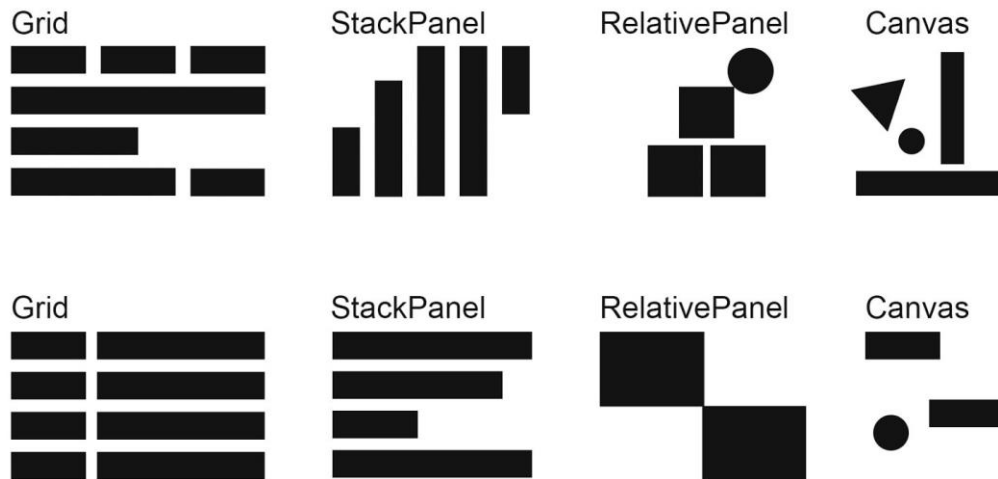 Grid
StackPanel
RelativePanel
Canvas
Grid
StackPanel
RelativePanel
Canvas